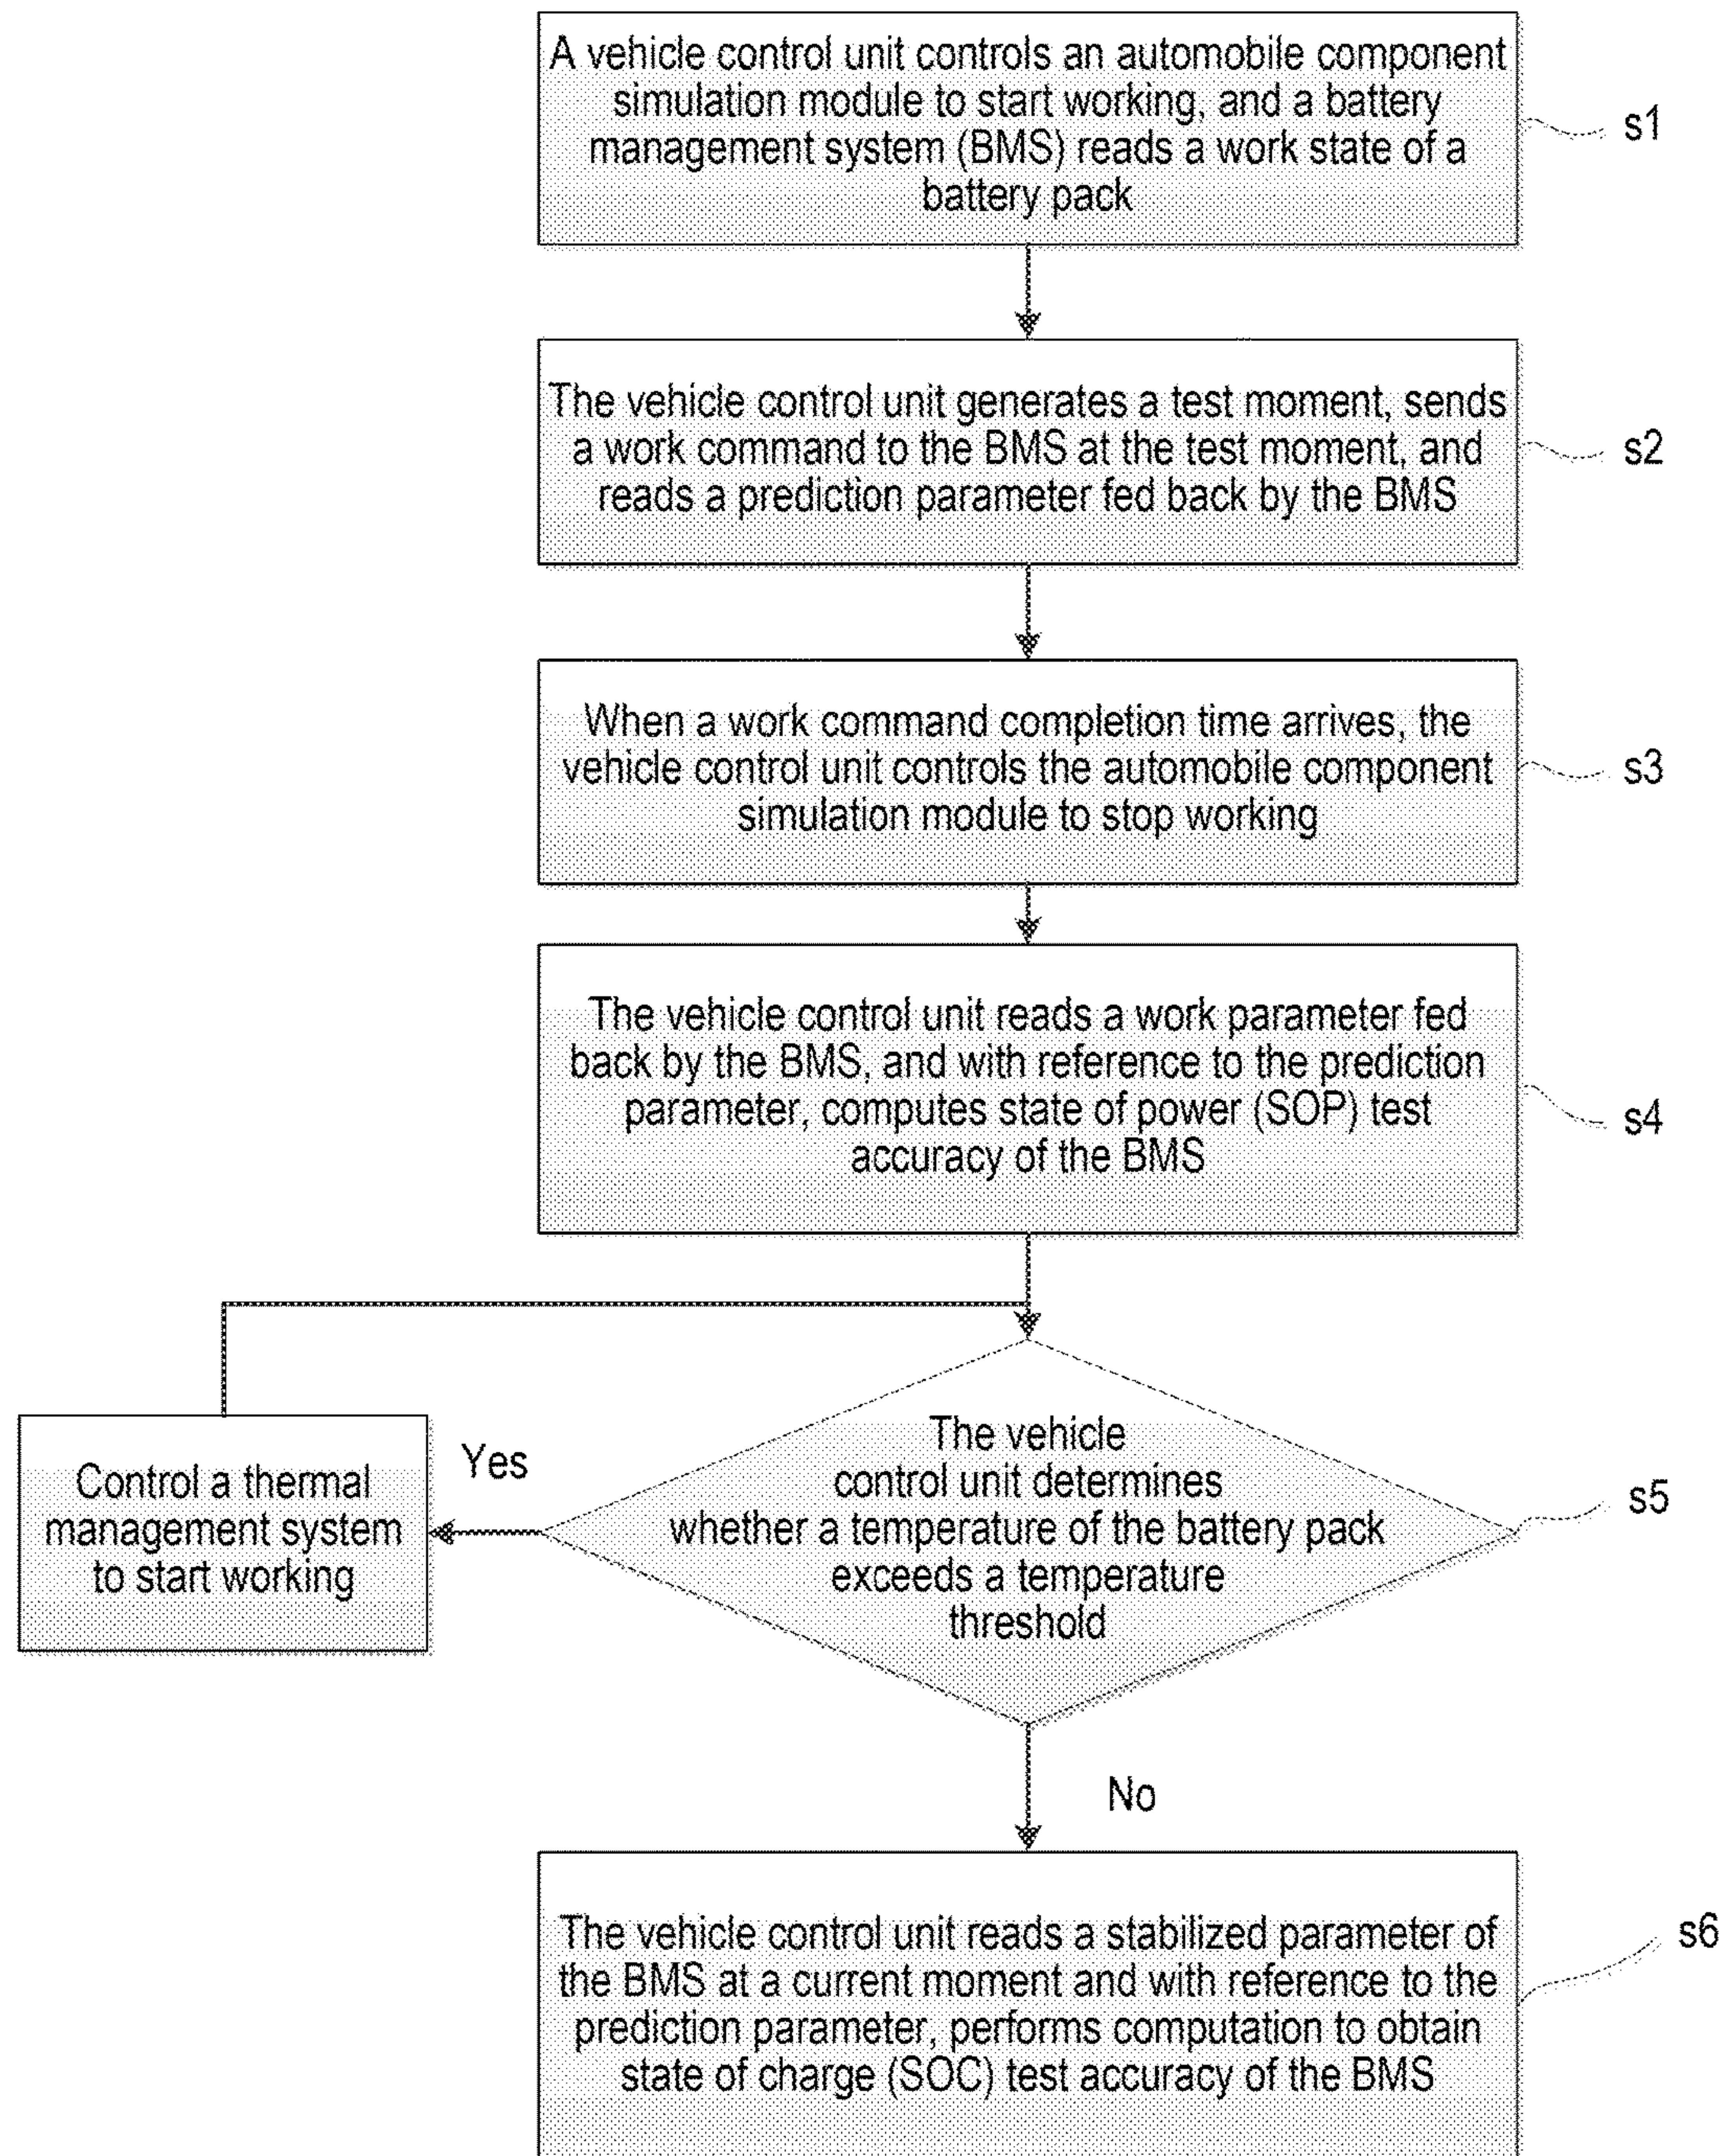 A vehicle control unit controls an automobile component
simulation module to start working, and a battery
management system (BMS) reads a work state of a
battery pack
s1
The vehicle control unit generates a test moment, sends
a work command to the BMS at the test moment, and
reads a prediction parameter fed back by the BMS
s2
When a work command completion time arrives, the
vehicle control unit controls the automobile component
simulation module to stop working
s3
The vehicle control unit reads a work parameter fed
back by the BMS, and with reference to the prediction
parameter, computes state of power (SOP) test
accuracy of the BMS
s4
The vehicle
control unit determines
whether a temperature of the battery pack
exceeds a temperature
threshold
s5
Yes
Control a thermal
management system
to start working
No
The vehicle control unit reads a stabilized parameter of
the BMS at a current moment and with reference to the
prediction parameter, performs computation to obtain
state of charge (SOC) test accuracy of the BMS
s6